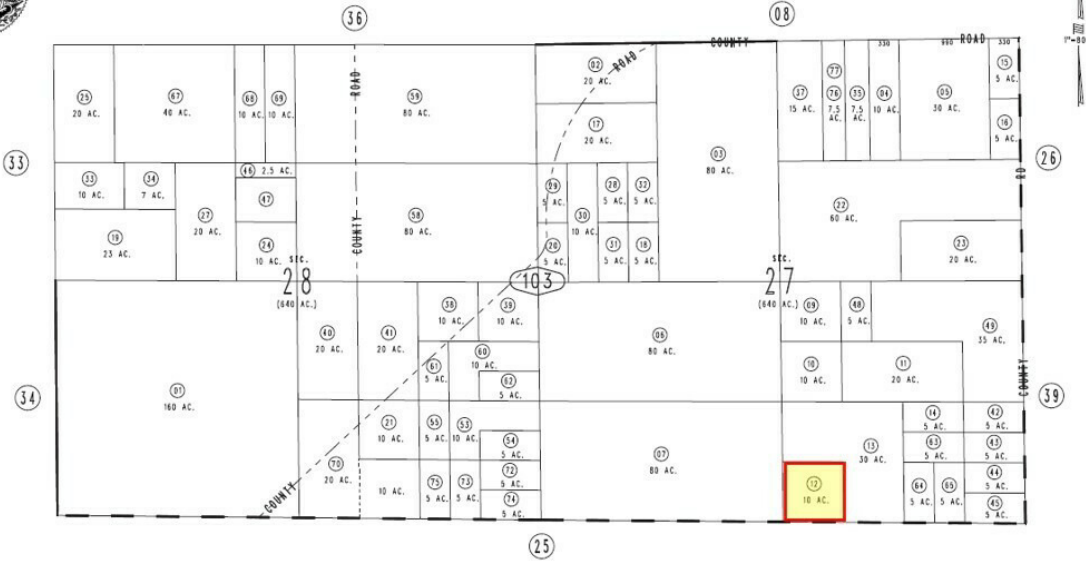 36
08
COUNTY
ROAD
330
990
330
1"=80
25
20 AC.
67
40 AC.
68
10 AC.
69
10 AC.
ROAD
59
80 AC.
02
20 AC.
ROAD
17
20 AC.
03
80 AC.
37
15 AC.
77
76
7.5
AC.
35
7.5
AC.
04
10 AC.
05
30 AC.
15
5 AC.
16
5 AC.
33
26
33
10 AC.
34
7 AC.
46 2.5 AC.
47
27
20 AC.
19
23 AC.
24
10 AC.
COUNTY
58
80 AC.
29
5 AC.
30
10 AC.
28
5 AC.
32
5 AC.
20
5 AC.
31
5 AC.
18
5 AC.
22
60 AC.
23
20 AC.
RD
SEC.
28
(640 AC.)
103
SEC.
27
(640 AC.)
01
160 AC.
40
20 AC.
41
20 AC.
38
10 AC.
39
10 AC.
60
10 AC.
61
5 AC.
62
5 AC.
06
80 AC.
09
10 AC.
48
5 AC.
49
35 AC.
10
10 AC.
11
20 AC.
COUNTY
34
39
21
10 AC.
55
5 AC.
53
10 AC.
54
5 AC.
72
5 AC.
74
5 AC.
70
20 AC.
10 AC.
75
5 AC.
73
5 AC.
COUNTY
07
80 AC.
13
30 AC.
12
10 AC.
14
5 AC.
63
5 AC.
64
5 AC.
65
5 AC.
42
5 AC.
43
5 AC.
44
5 AC.
45
5 AC.
25